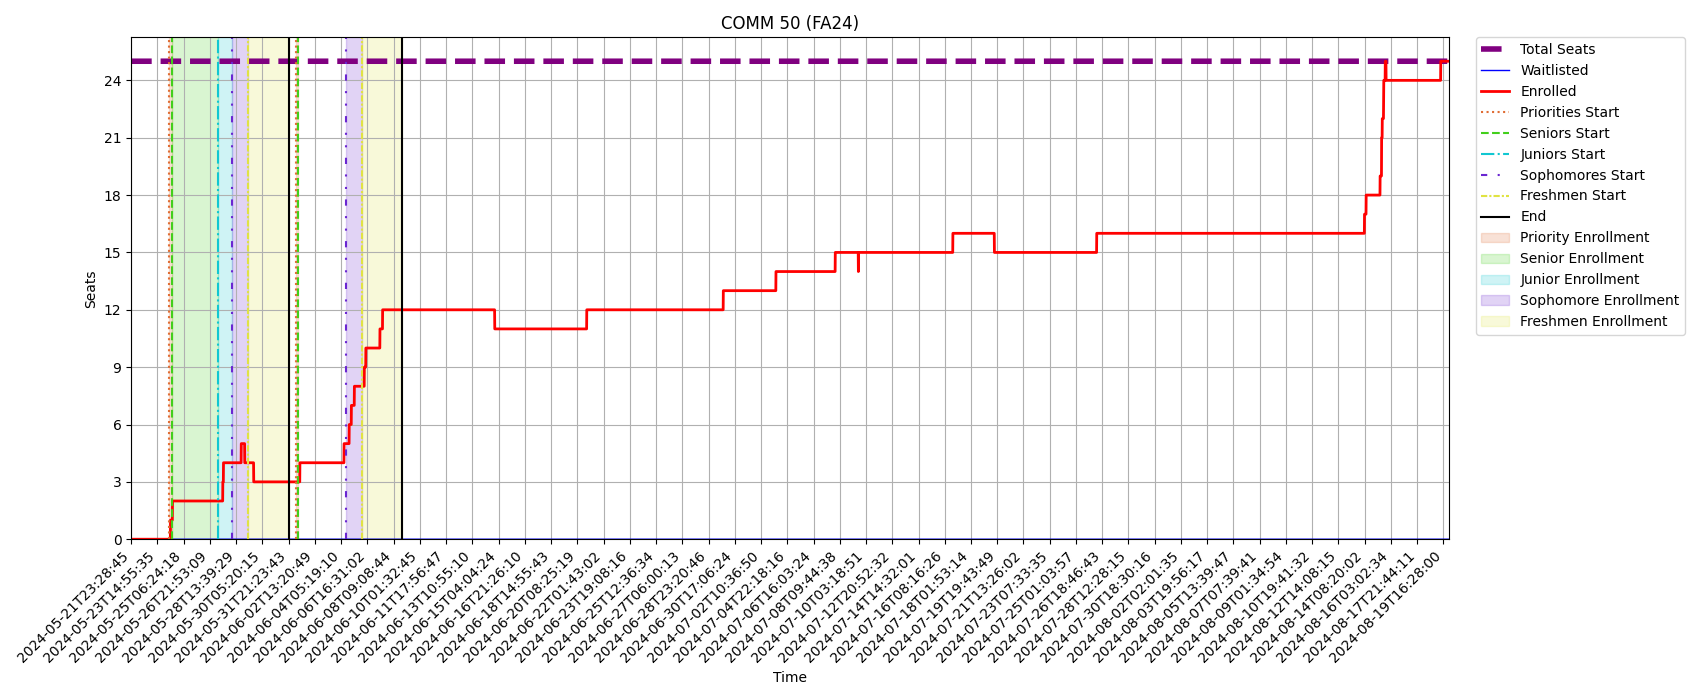 COMM 50 (FA24)
Seats
24
21
18
15
12
9
6
3
0
2024-05-21T23:28:45
2024-05-23T14:55:35
2024-05-25T06:24:18
2024-05-26T21:53:09
2024-05-28T13:39:29
2024-05-30T05:20:15
2024-05-31T21:23:43
2024-06-02T13:20:49
2024-06-04T05:19:10
2024-06-06T16:31:02
2024-06-08T09:08:44
2024-06-10T01:32:45
2024-06-11T17:56:47
2024-06-13T10:55:10
2024-06-15T04:04:24
2024-06-16T21:26:10
2024-06-18T14:55:43
2024-06-20T08:25:19
2024-06-22T01:43:02
2024-06-23T19:08:16
2024-06-25T12:36:34
2024-06-27T06:00:13
2024-06-28T23:20:46
2024-06-30T17:06:24
2024-07-02T10:36:50
2024-07-04T22:18:16
2024-07-06T16:03:24
2024-07-08T09:44:38
2024-07-10T03:18:51
2024-07-12T20:52:32
2024-07-14T14:32:01
2024-07-16T08:16:26
2024-07-18T01:53:14
2024-07-19T19:43:49
2024-07-21T13:26:02
2024-07-23T07:33:35
2024-07-25T01:03:57
2024-07-26T18:46:43
2024-07-28T12:28:15
2024-07-30T18:30:16
2024-08-02T02:01:35
2024-08-03T19:56:17
2024-08-05T13:39:47
2024-08-07T07:39:41
2024-08-09T01:34:54
2024-08-10T19:41:32
2024-08-12T14:08:15
2024-08-14T08:20:02
2024-08-16T03:02:34
2024-08-17T21:44:11
2024-08-19T16:28:00
Time
Total Seats
Waitlisted
Enrolled
Priorities Start
Seniors Start
Juniors Start
Sophomores Start
Freshmen Start
End
Priority Enrollment
Senior Enrollment
Junior Enrollment
Sophomore Enrollment
Freshmen Enrollment